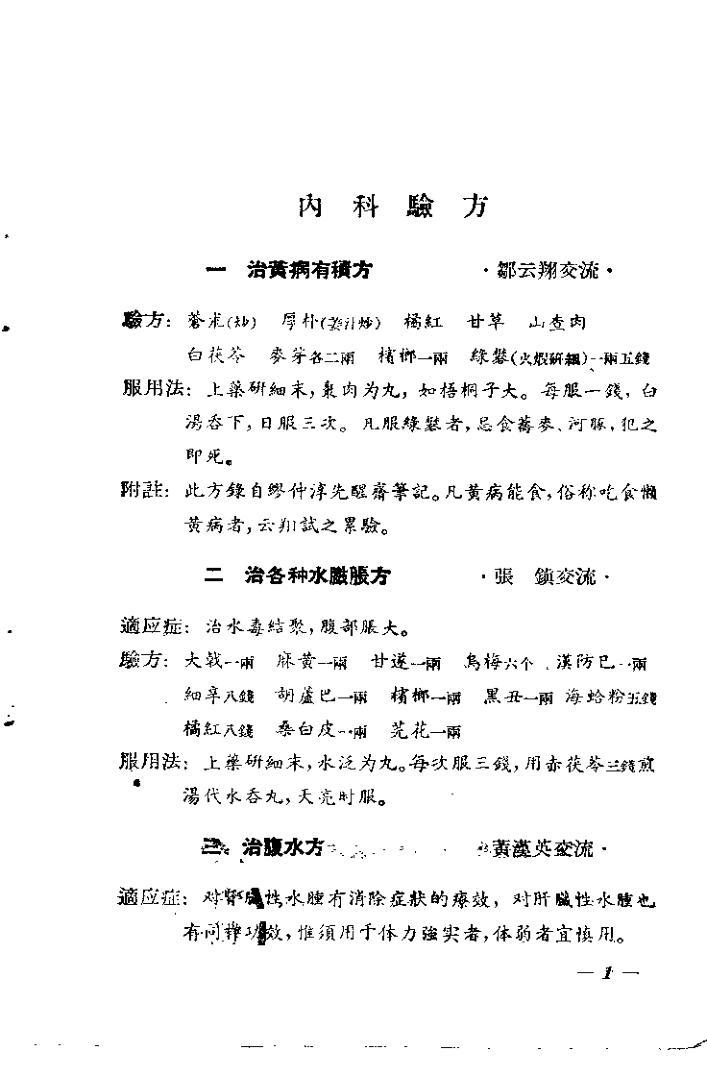 內科驗方
一 治黃病有積方 ·鄒云翔交流·
驗方：蒼朮(炒) 厚朴(姜汁炒) 橘紅 甘草 山查肉
白茯苓 麥芽各二兩 檳榔一兩 綠礬(火煅研細)一兩五錢
服用法：上藥研細末，棗肉为丸，如梧桐子大。每服一錢，白
湯吞下，日服三次。凡服綠礬者，忌食蕎麥、河豚，犯之
即死。
附註：此方錄自繆仲淳先醒齋筆記。凡黃病能食，俗称吃食懶
黃病者，云翔試之累驗。
二 治各种水臌脹方 ·張 鎮交流·
適应症：治水毒結聚，腹部脹大。
驗方：大戟一兩 麻黃一兩 甘遂一兩 烏梅六个 漢防已一兩
細辛八錢 胡蘆巴一兩 檳榔一兩 黑丑一兩 海蛤粉五錢
橘紅八錢 桑白皮一兩 芫花一兩
服用法：上藥研細末，水泛为丸。每次服三錢，用赤茯苓三錢煎
湯代水吞丸，天亮时服。
三 治腹水方 黃漢英交流·
適应症：对腎臟性水腫有消除症狀的療效，对肝臟性水腫也
有同样功效，惟須用于体力強实者，体弱者宜慎用。
— 1 —